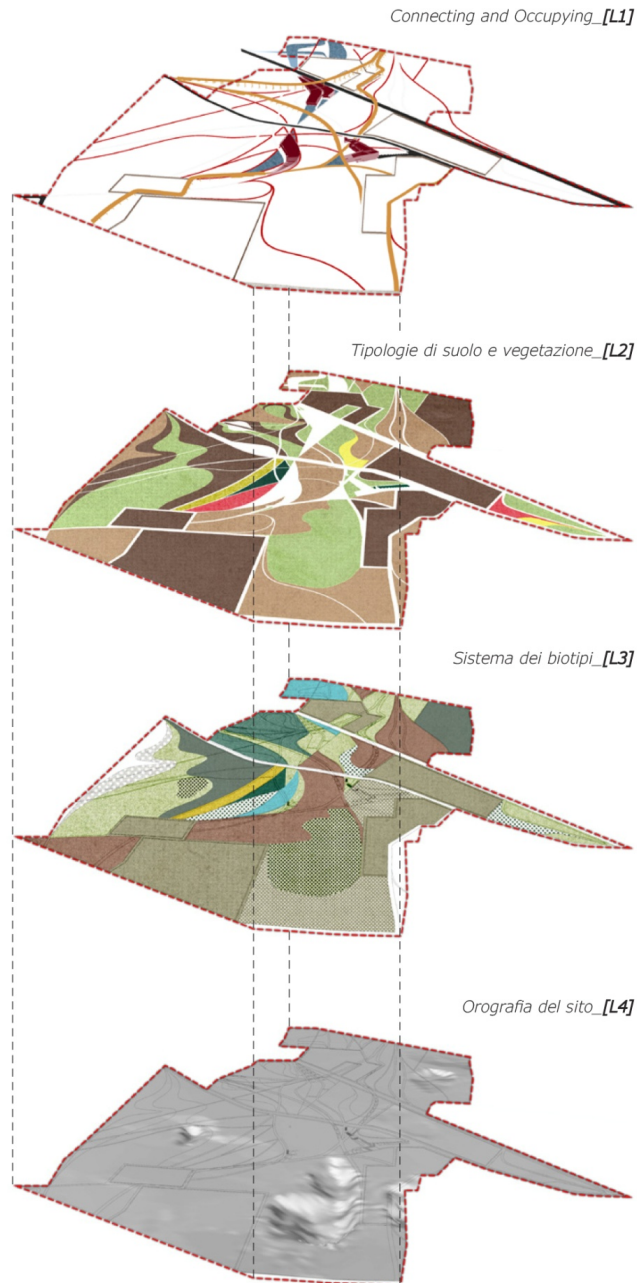 Connecting and Occupying_[L1]
Tipologie di suolo e vegetazione_[L2]
Sistema dei biotipi_[L3]
Orografia del sito_[L4]